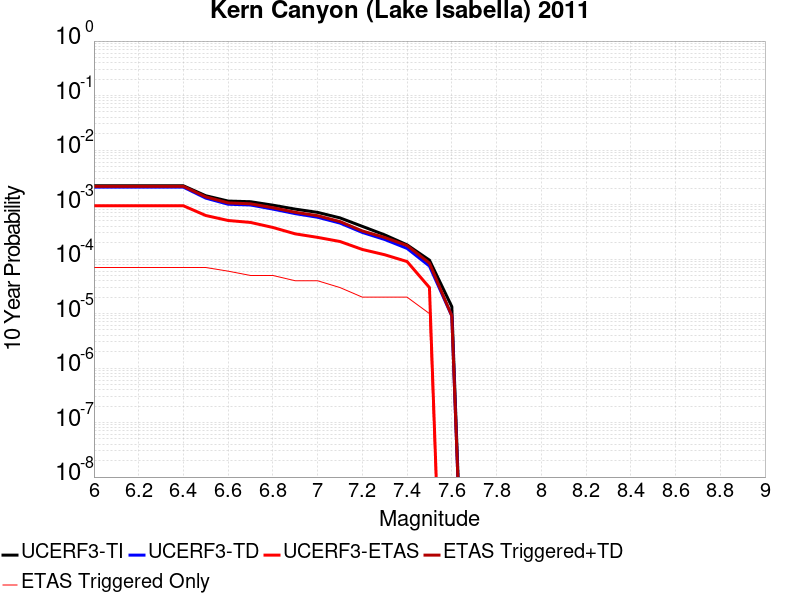 Kern Canyon (Lake Isabella) 2011
10^0
10^-1
10^-2
10^-3
10^-4
10^-5
10^-6
10^-7
10^-8
10 Year Probability
6 6.2 6.4 6.6 6.8 7 7.2 7.4 7.6 7.8 8 8.2 8.4 8.6 8.8 9
Magnitude
UCERF3-TI UCERF3-TD UCERF3-ETAS ETAS Triggered+TD
ETAS Triggered Only